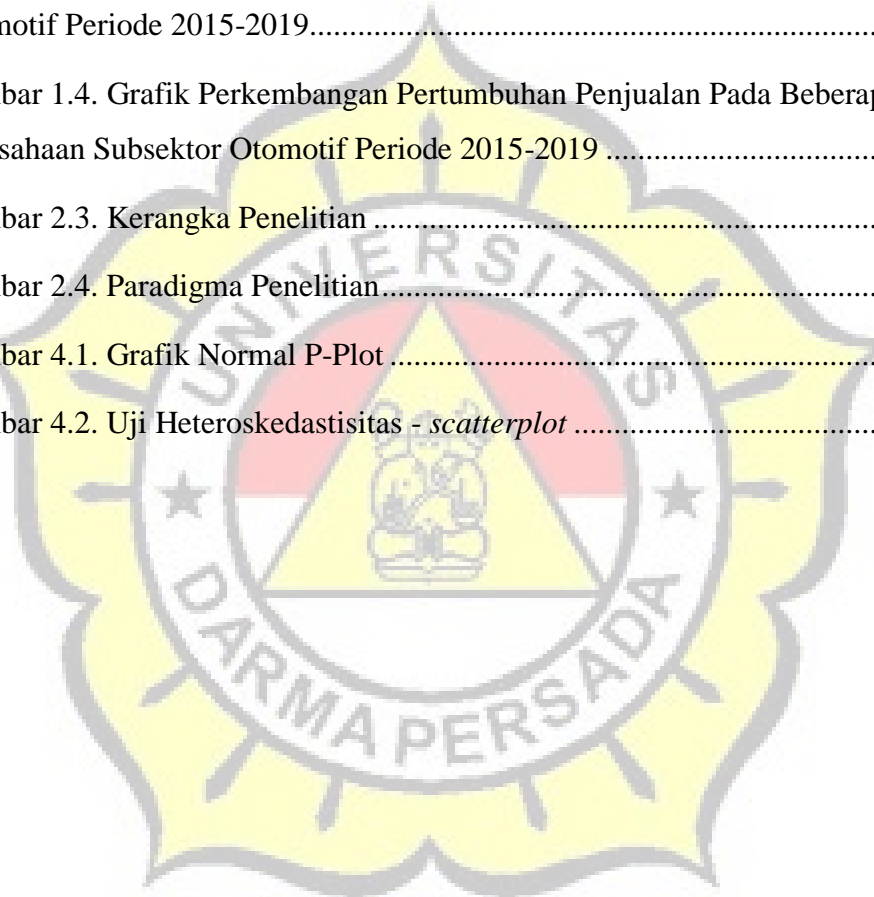 motif Periode 2015-2019....................................................................
bar 1.4. Grafik Perkembangan Pertumbuhan Penjualan Pada Beberap
sahaan Subsektor Otomotif Periode 2015-2019 ..................................
bar 2.3. Kerangka Penelitian ................................................................
bar 2.4. Paradigma Penelitian...............................................................
bar 4.1. Grafik Normal P-Plot ..............................................................
bar 4.2. Uji Heteroskedastisitas - scatterplot .......................................
UNIVERSITAS
DARMA PERSADA